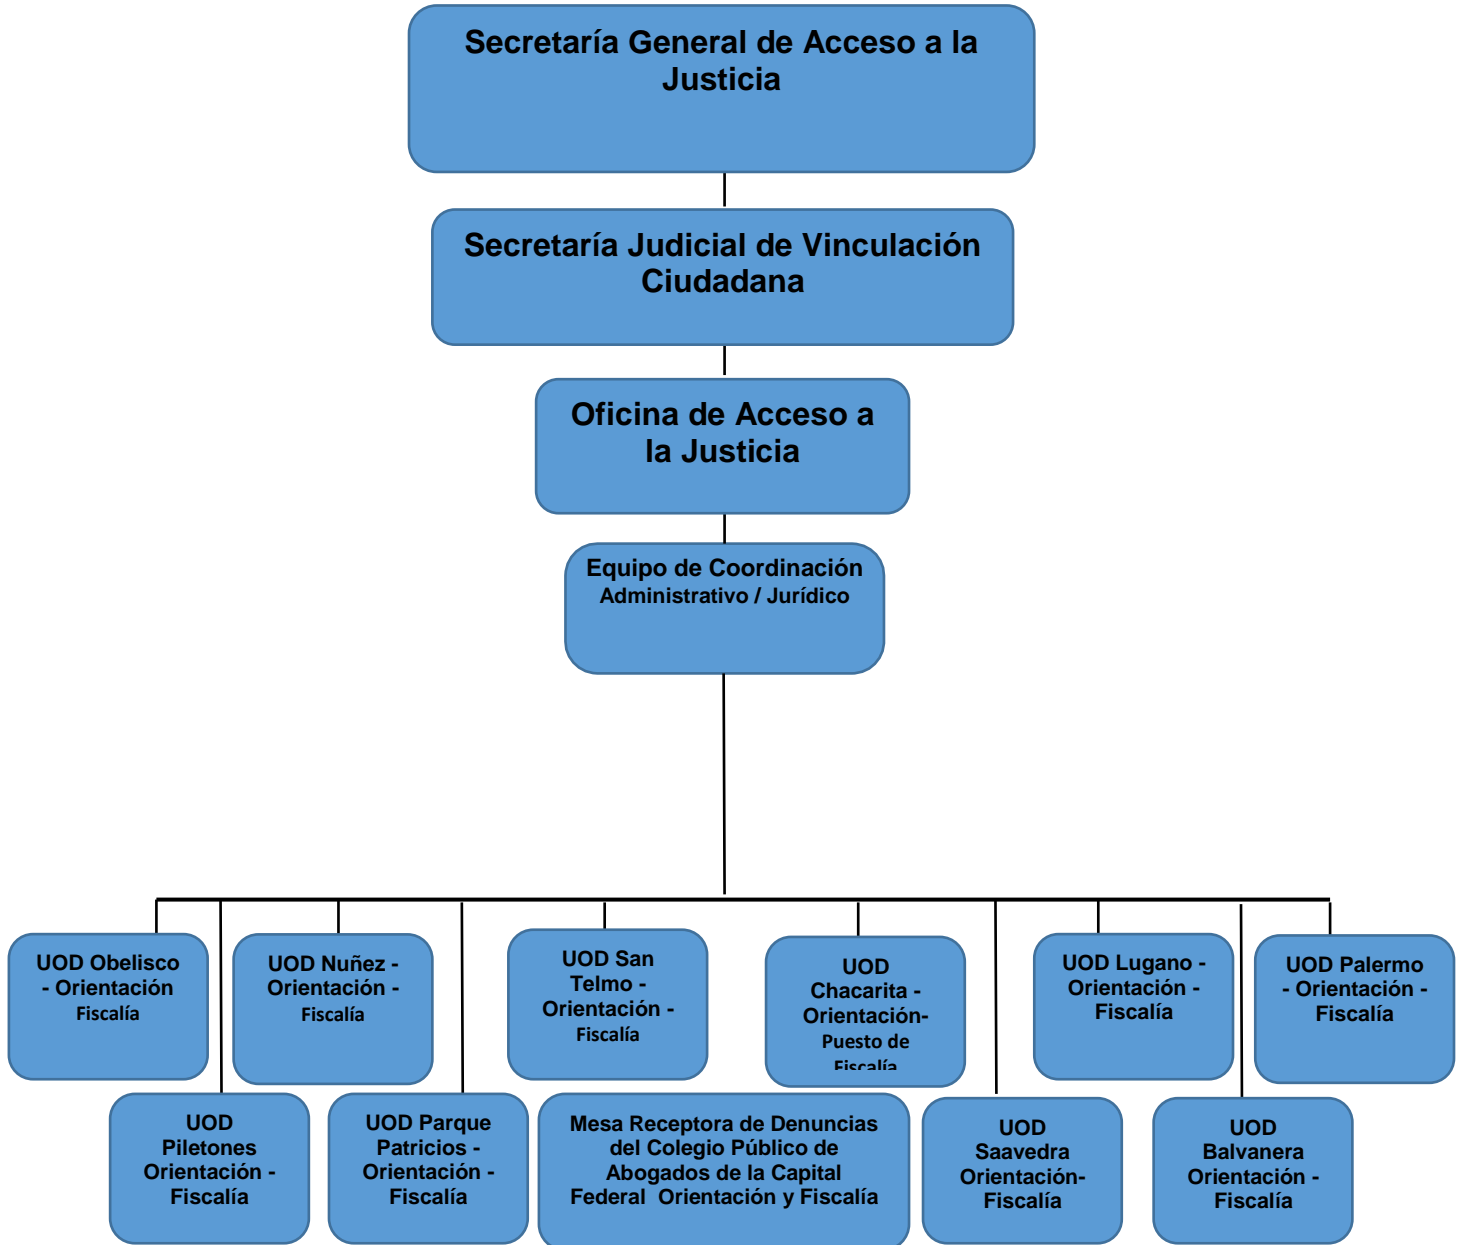 Secretaría General de Acceso a la
Justicia
Secretaría Judicial de Vinculación
Ciudadana
Oficina de Acceso a
la Justicia
Equipo de Coordinación
Administrativo / Jurídico
UOD Obelisco
- Orientación
Fiscalía
UOD Nuñez -
Orientación -
Fiscalía
UOD San
Telmo -
Orientación -
Fiscalía
UOD
Chacarita -
Orientación-
Puesto de
Fiscalía
UOD Lugano -
Orientación -
Fiscalía
UOD Palermo
- Orientación -
Fiscalía
UOD
Piletones
Orientación -
Fiscalía
UOD Parque
Patricios -
Orientación -
Fiscalía
Mesa Receptora de Denuncias
del Colegio Público de
Abogados de la Capital
Federal Orientación y Fiscalía
UOD
Saavedra
Orientación-
Fiscalía
UOD
Balvanera
Orientación -
Fiscalía